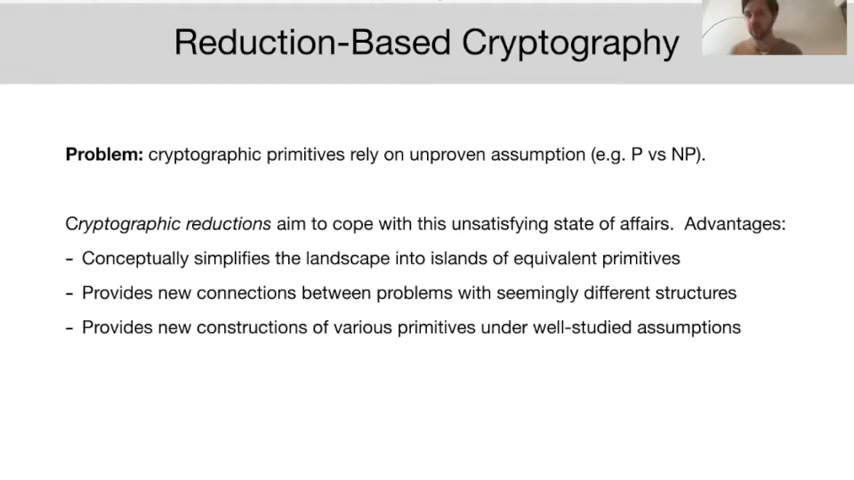 Reduction-Based Cryptography
Problem: cryptographic primitives rely on unproven assumption (e.g. P vs NP).
Cryptographic reductions aim to cope with this unsatisfying state of affairs. Advantages:
- Conceptually simplifies the landscape into islands of equivalent primitives
- Provides new connections between problems with seemingly different structures
- Provides new constructions of various primitives under well-studied assumptions